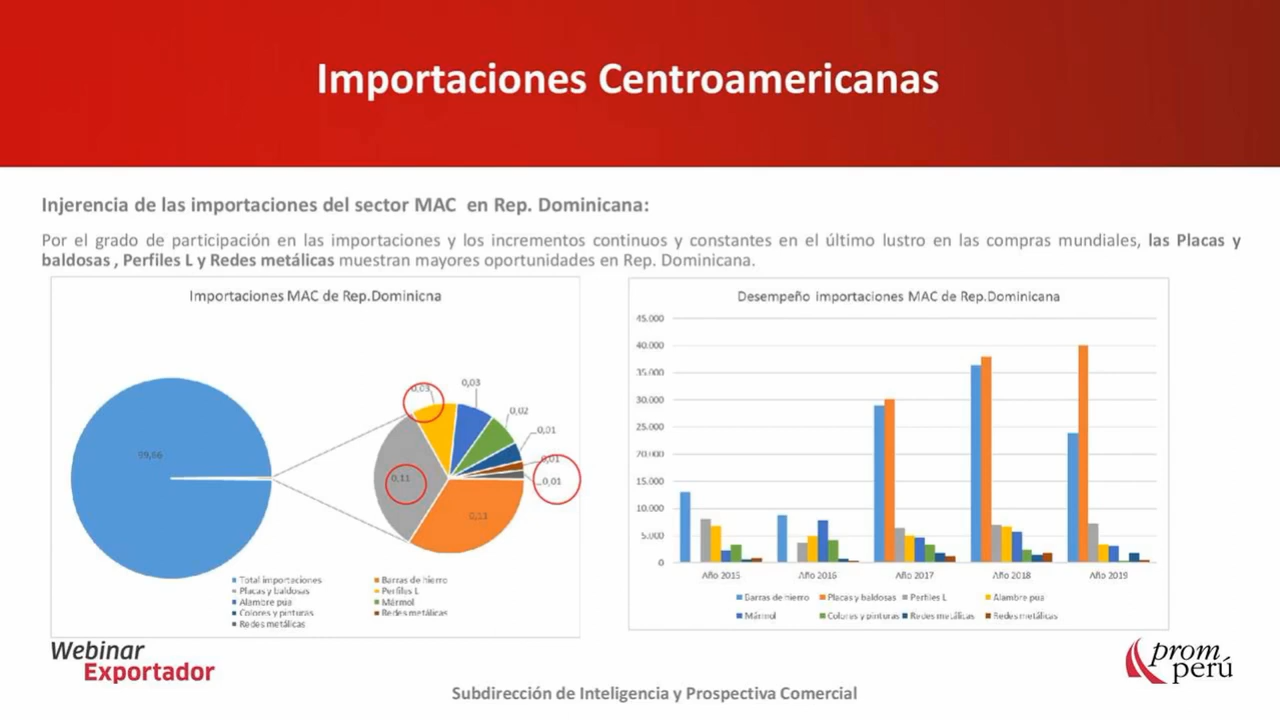 Importaciones Centroamericanas
Injerencia de las importaciones del sector MAC en Rep. Dominicana:
Por el grado de participación en las importaciones y los incrementos continuos y constantes en el último lustro en las compras mundiales, las Placas y
baldosas , Perfiles L y Redes metálicas muestran mayores oportunidades en Rep. Dominicana.
Importaciones MAC de Rep.Dominicna
99,66
0,03
0,03
0,02
0,01
0,01
0,01
0,11
0,13
Total importaciones
Barras de hierro
Placas y baldosas
Perfiles L
Alambre púa
Mármol
Colores y pinturas
Redes metálicas
Redes metálicas
Desempeño Importaciones MAC de Rep.Dominicana
45.000
40.000
35.000
30.000
25.000
20.000
15.000
10.000
5.000
0
Año 2015
Año 2016
Año 2017
Año 2018
Año 2019
Barras de hierro
Placas y baldosas
Perfiles L
Alambre púa
Mármol
Colores y pinturas
Redes metálicas
Redes metálicas
Webinar
Exportador
prom
perú
Subdirección de Inteligencia y Prospectiva Comercial